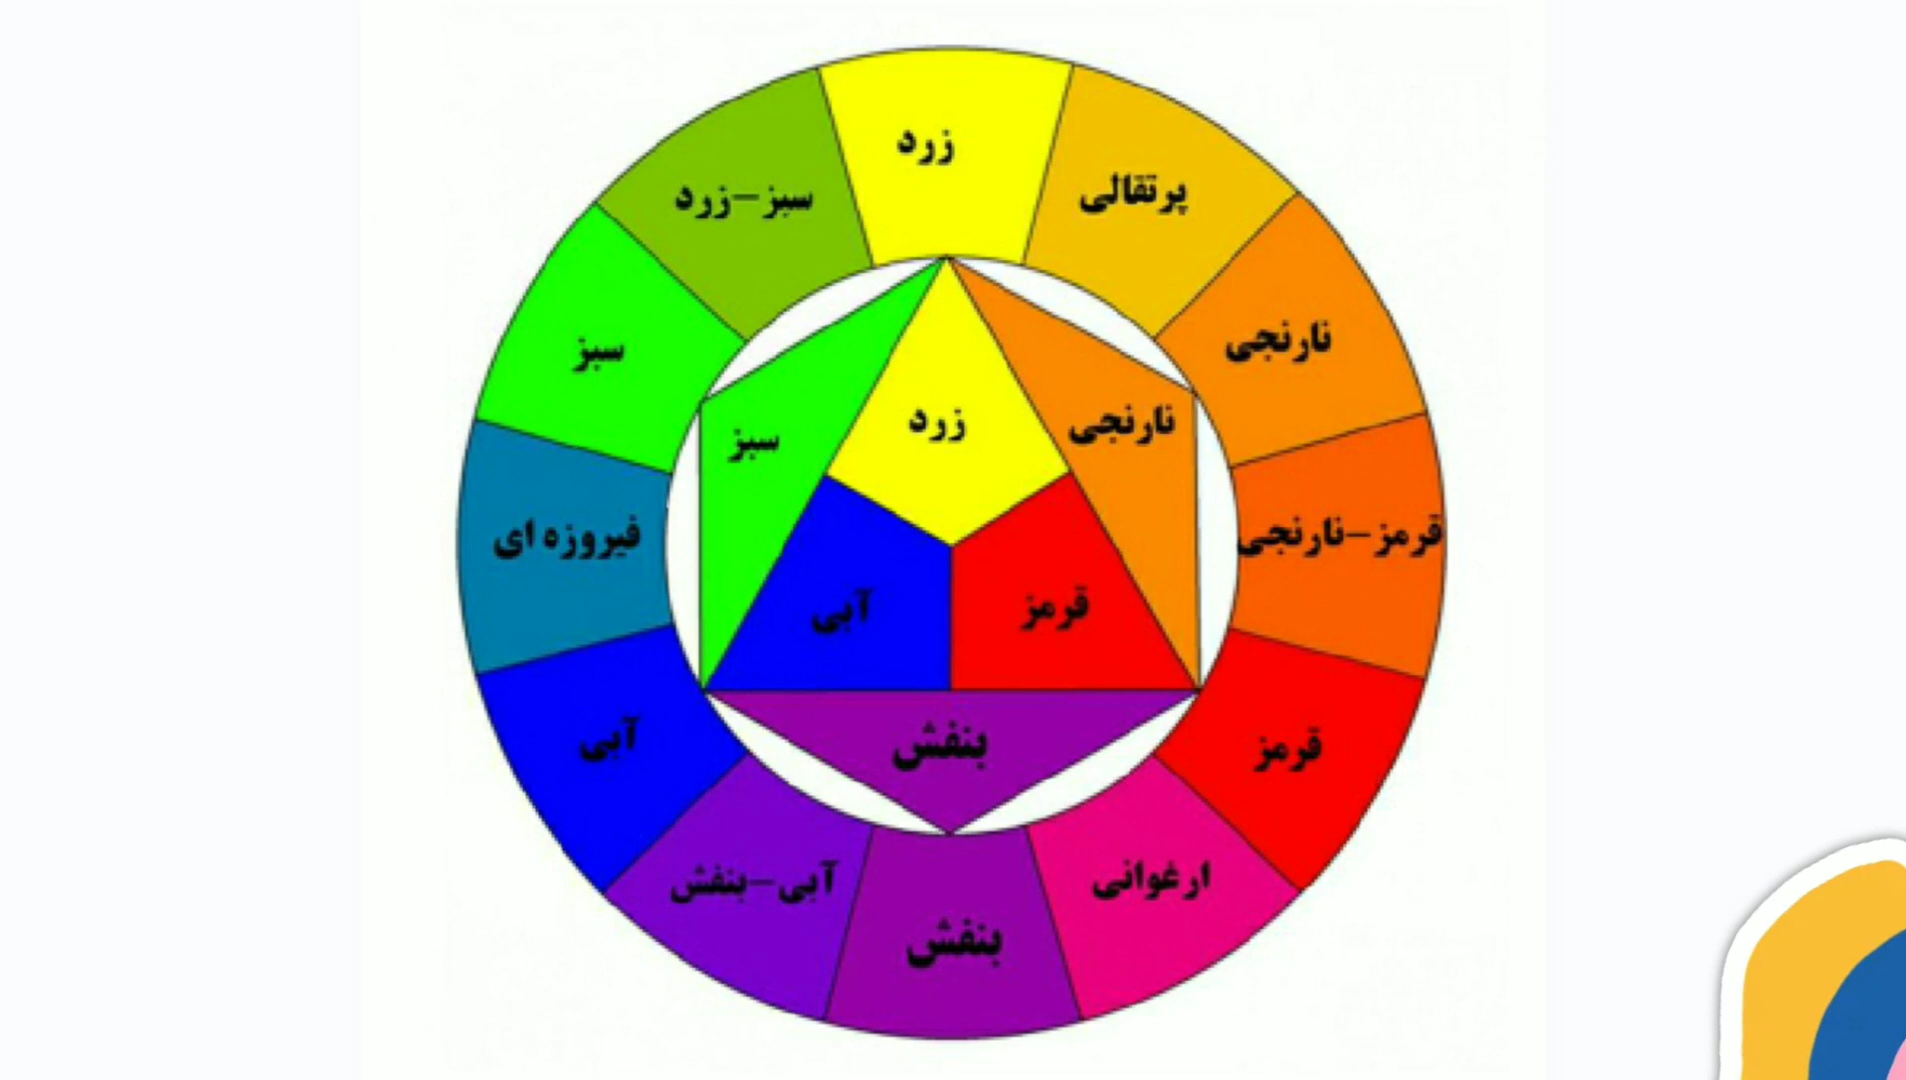 زرد
پرتقالی
سبز-زرد
نارنجی
سبز
زرد
نارنجی
سبز
قرمز-نارنجی
فیروزه ای
قرمز
آبی
قرمز
آبی
بنفش
ارغوانی
آبی-بنفش
بنفش